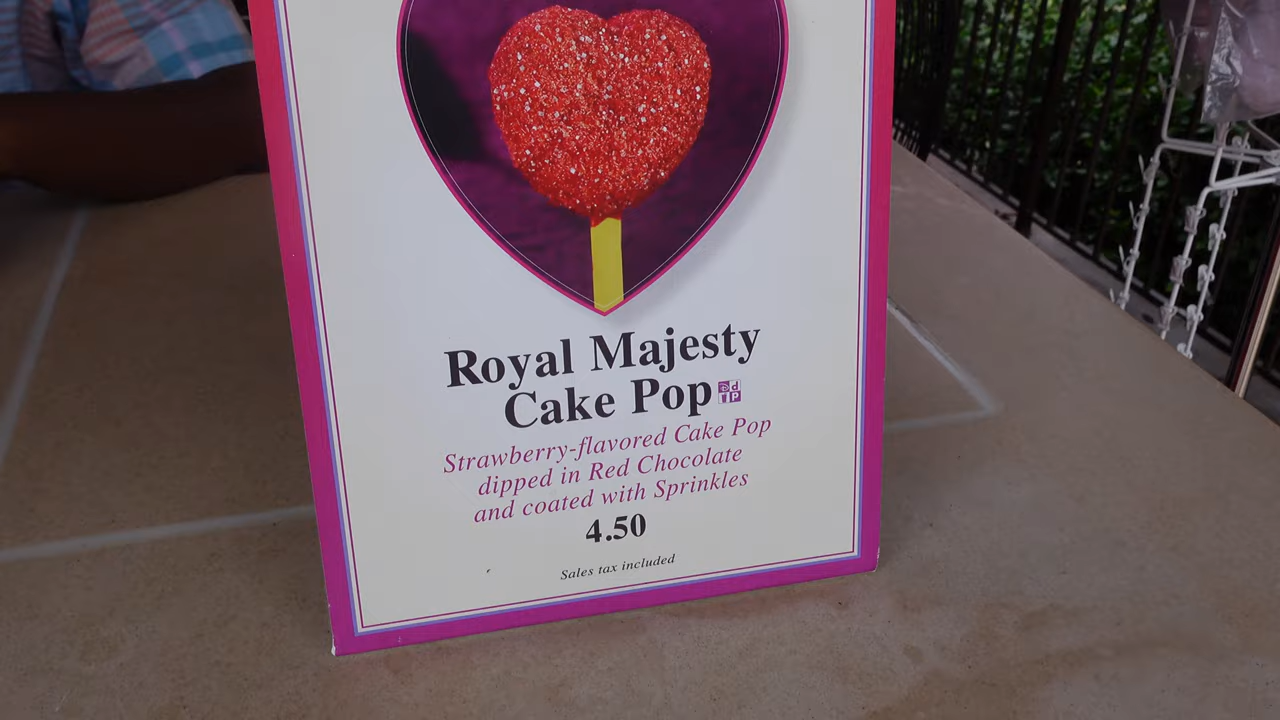 Royal Majesty
Cake Pop
Strawberry-flavored Cake Pop
dipped in Red Chocolate
and coated with Sprinkles
4.50
Sales tax included